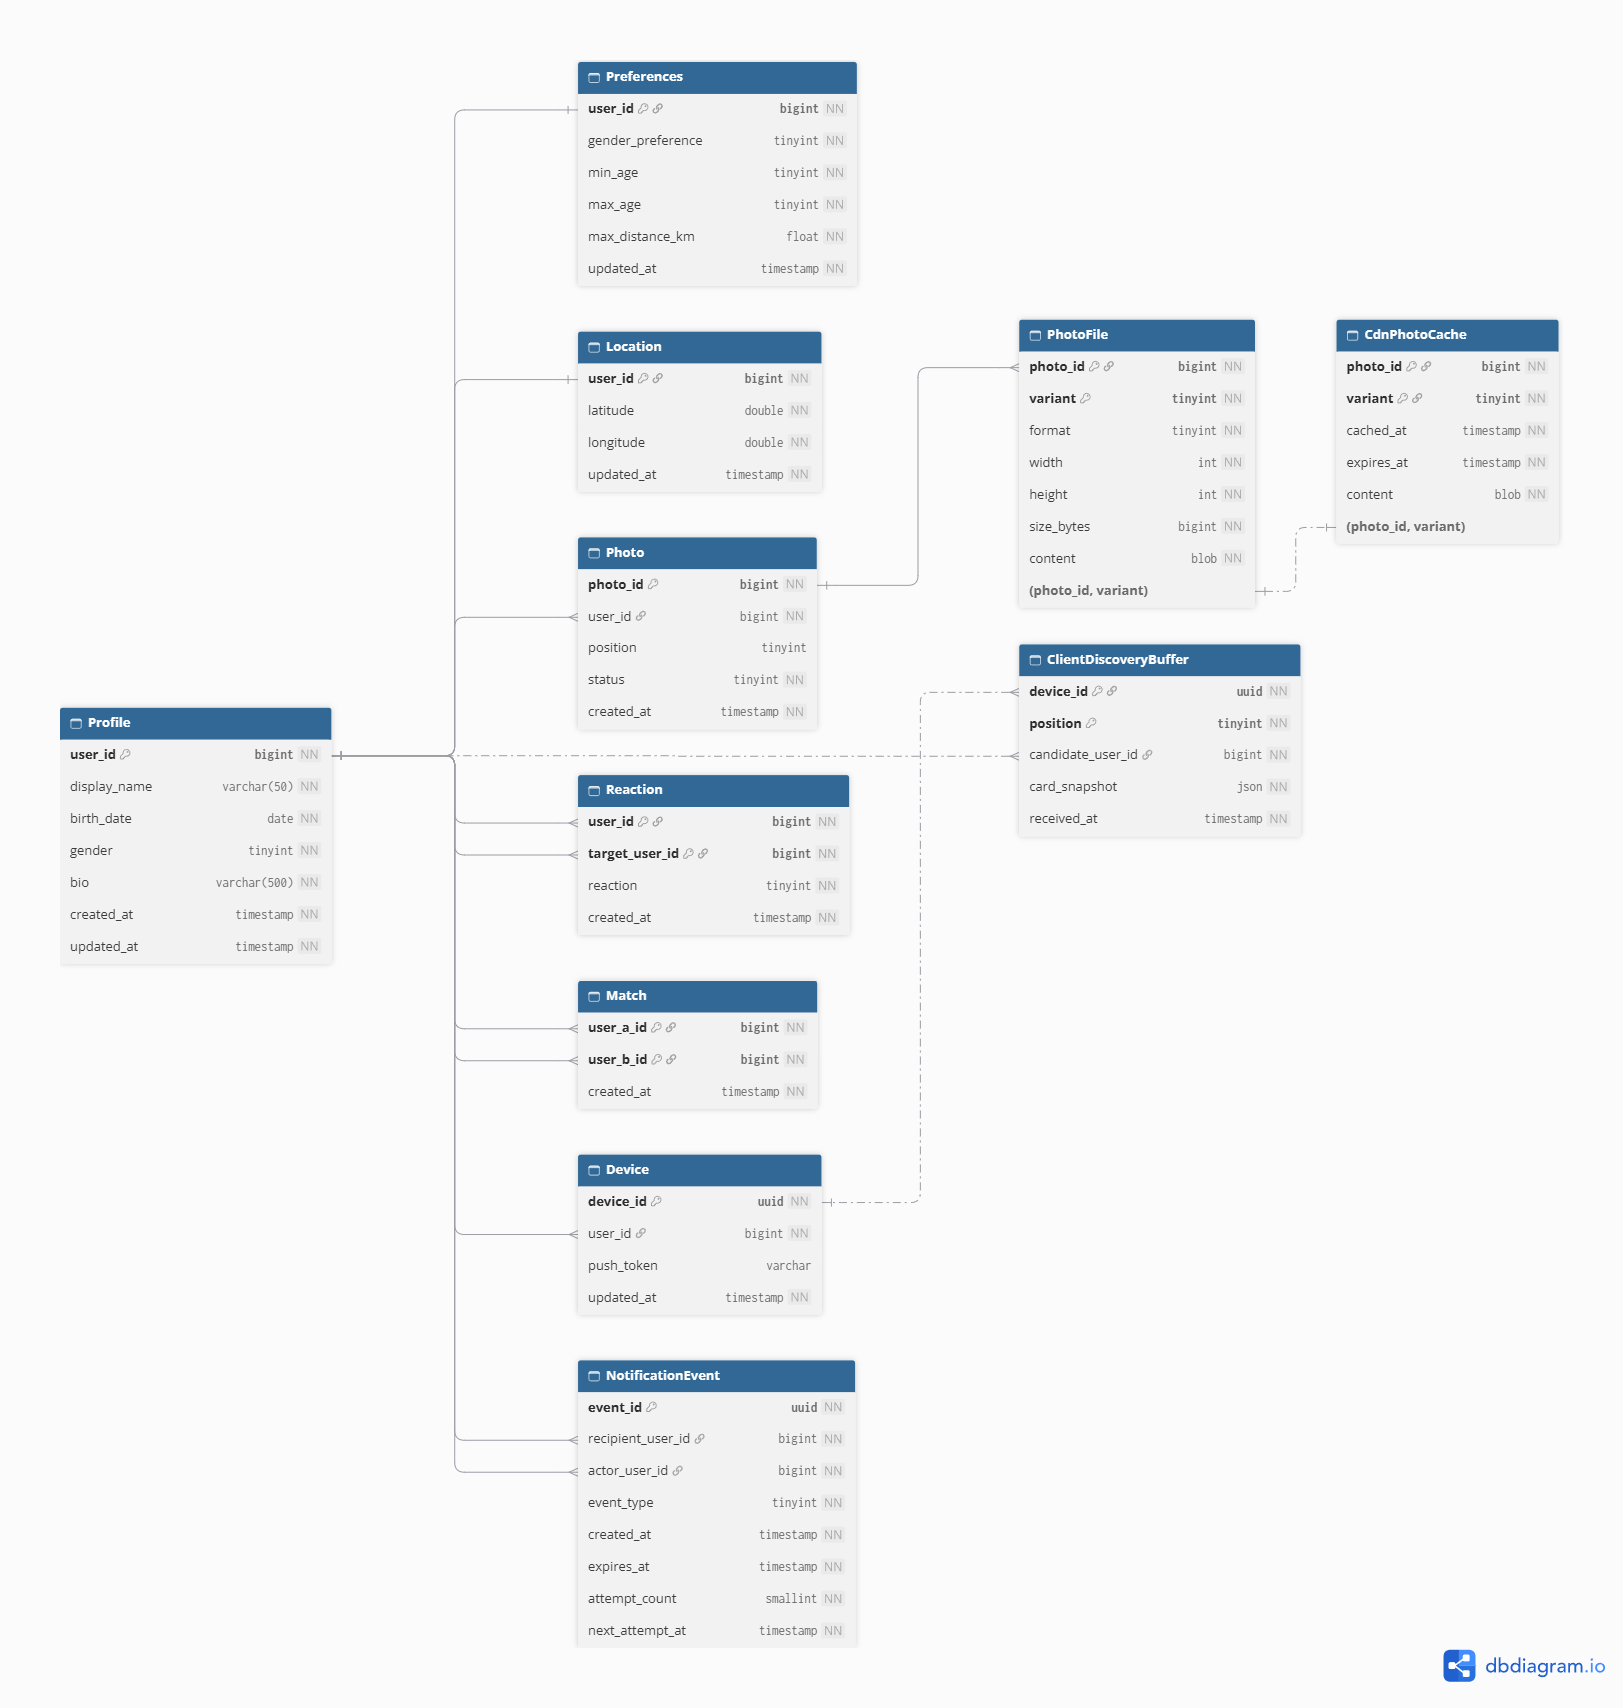 Preferences
user_id bigint NN
gender_preference tinyint NN
min_age tinyint NN
max_age tinyint NN
max_distance_km float NN
updated_at timestamp NN
Location
user_id bigint NN
latitude double NN
longitude double NN
updated_at timestamp NN
Photo
photo_id bigint NN
user_id bigint NN
position tinyint
status tinyint NN
created_at timestamp NN
PhotoFile
photo_id bigint NN
variant tinyint NN
format tinyint NN
width int NN
height int NN
size_bytes bigint NN
content blob NN
(photo_id, variant)
CdnPhotoCache
photo_id bigint NN
variant tinyint NN
cached_at timestamp NN
expires_at timestamp NN
content blob NN
(photo_id, variant)
ClientDiscoveryBuffer
device_id uuid NN
position tinyint NN
candidate_user_id bigint NN
card_snapshot json NN
received_at timestamp NN
Profile
user_id bigint NN
display_name varchar(50) NN
birth_date date NN
gender tinyint NN
bio varchar(500) NN
created_at timestamp NN
updated_at timestamp NN
Reaction
user_id bigint NN
target_user_id bigint NN
reaction tinyint NN
created_at timestamp NN
Match
user_a_id bigint NN
user_b_id bigint NN
created_at timestamp NN
Device
device_id uuid NN
user_id bigint NN
push_token varchar
updated_at timestamp NN
NotificationEvent
event_id uuid NN
recipient_user_id bigint NN
actor_user_id bigint NN
event_type tinyint NN
created_at timestamp NN
expires_at timestamp NN
attempt_count smallint NN
next_attempt_at timestamp NN
dbdiagram.io